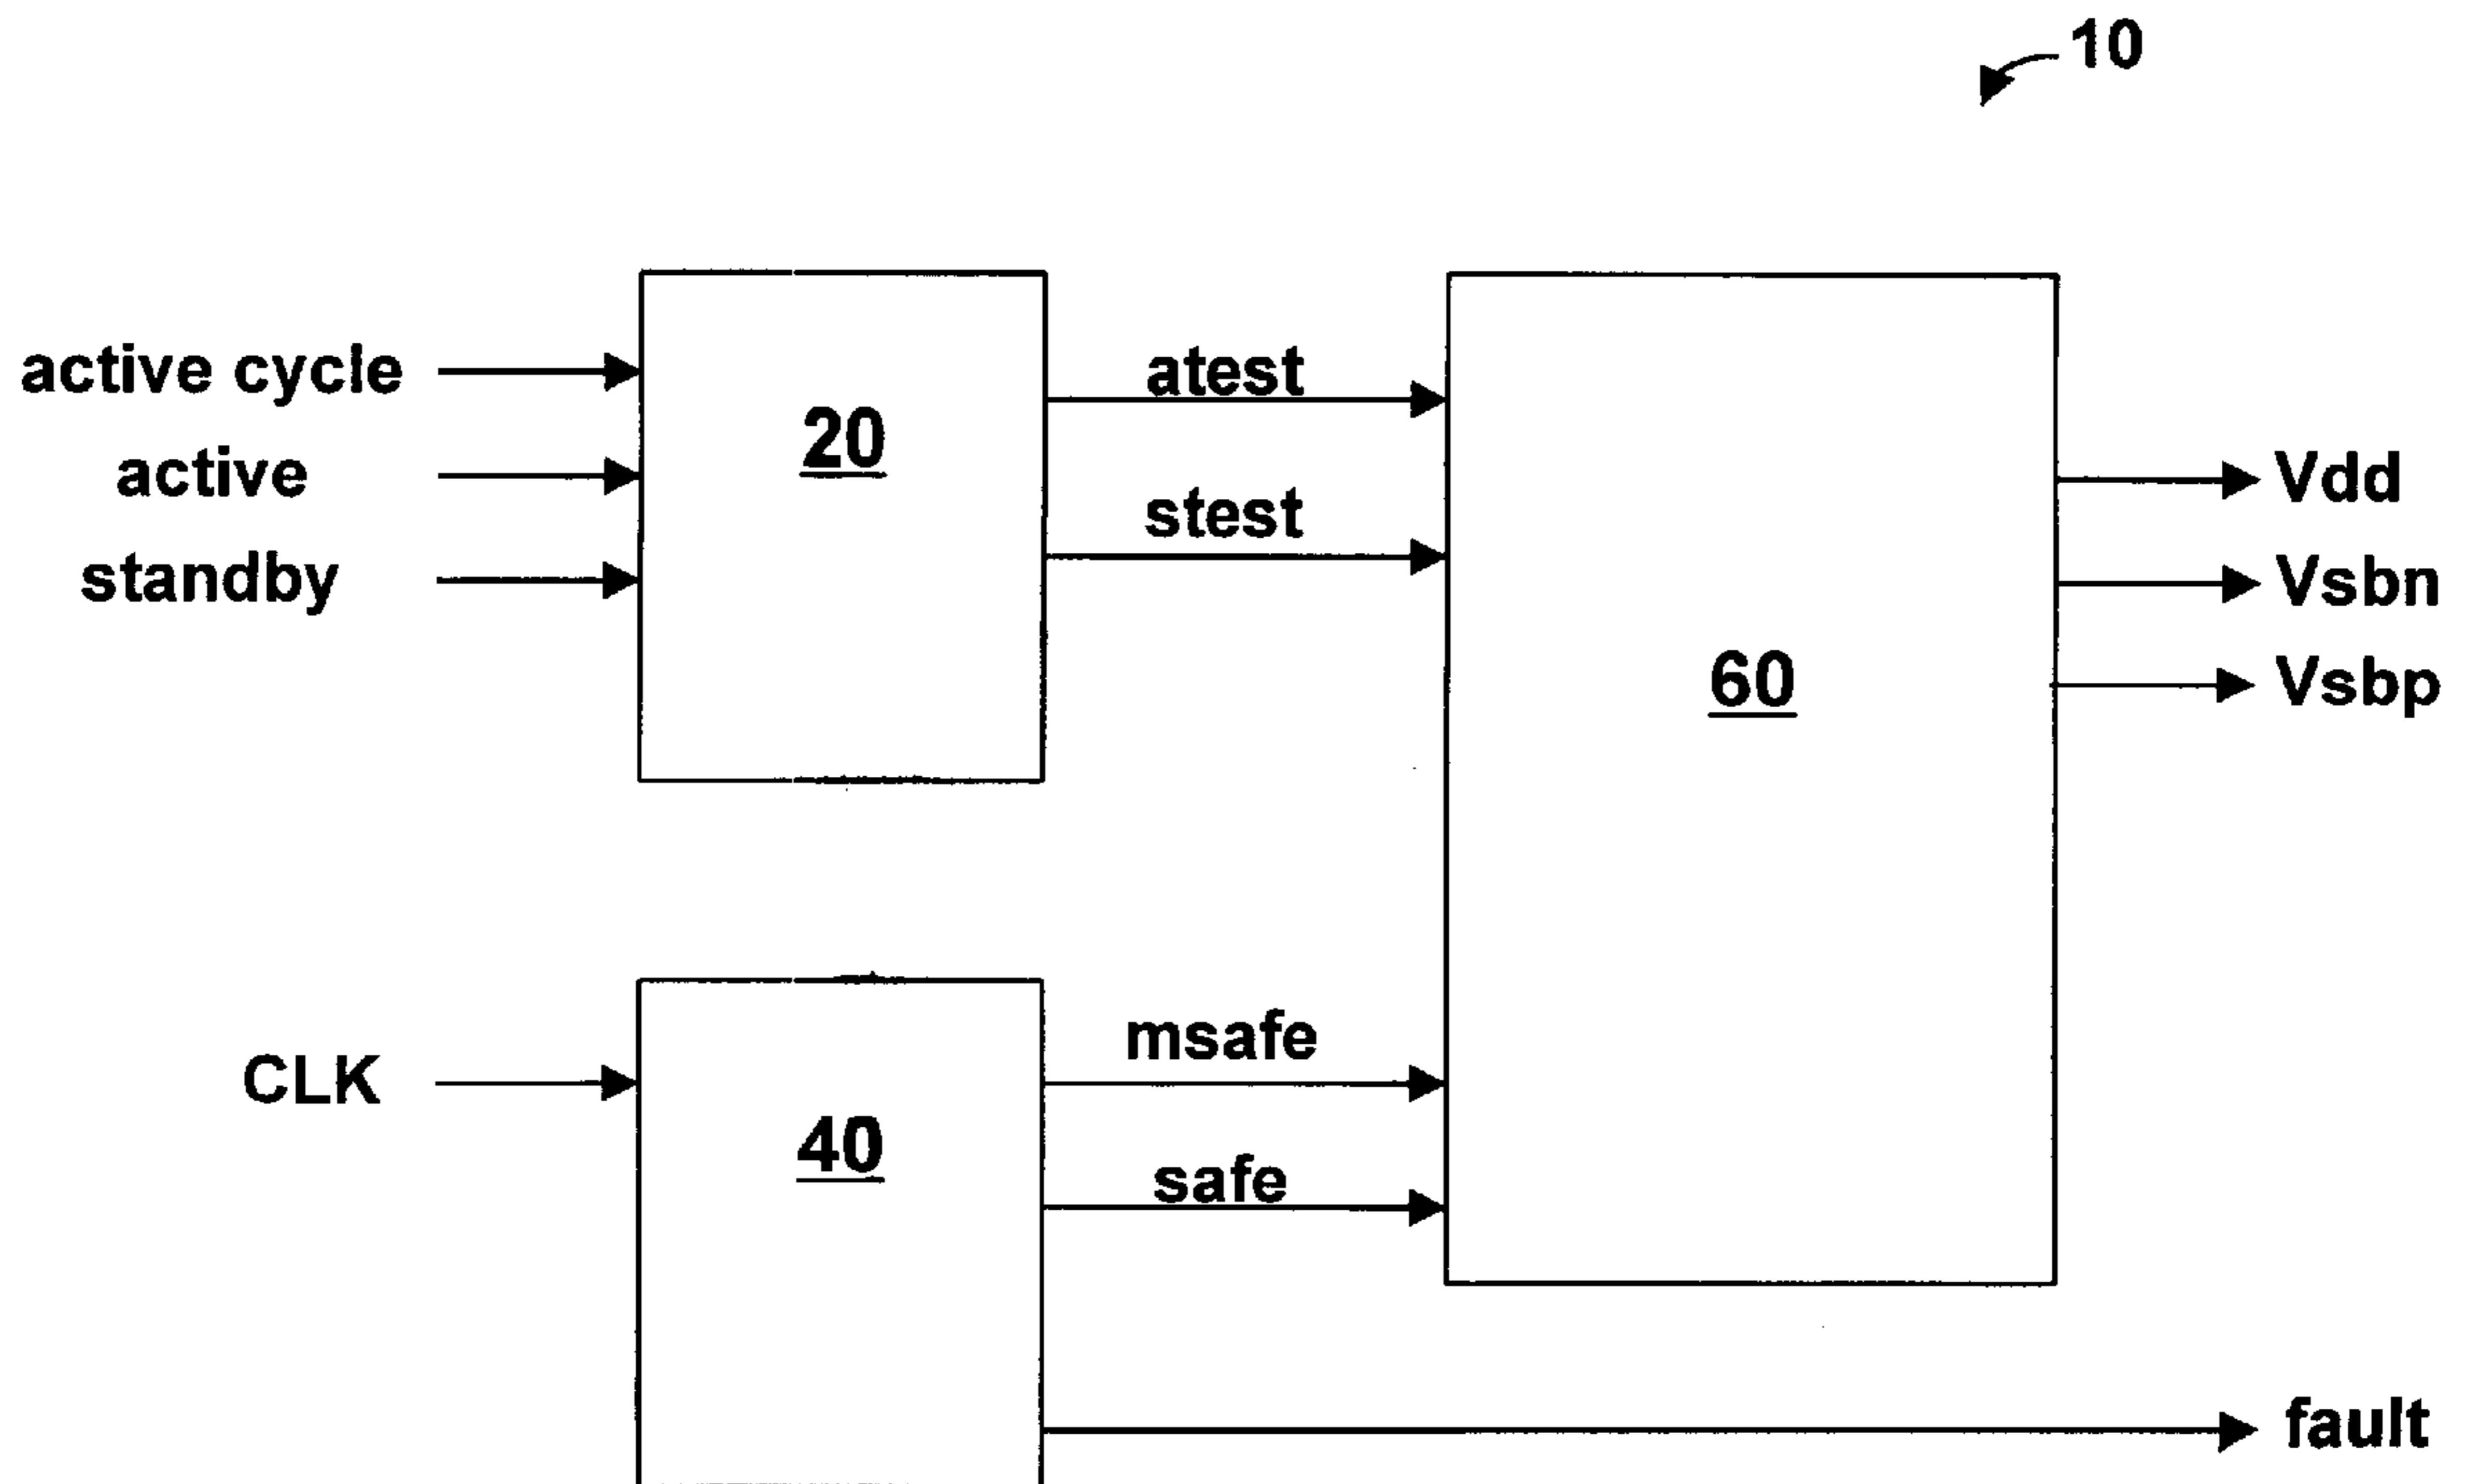 10
active cycle
active
standby
20
atest
stest
60
Vdd
Vsbn
Vsbp
CLK
40
msafe
safe
fault